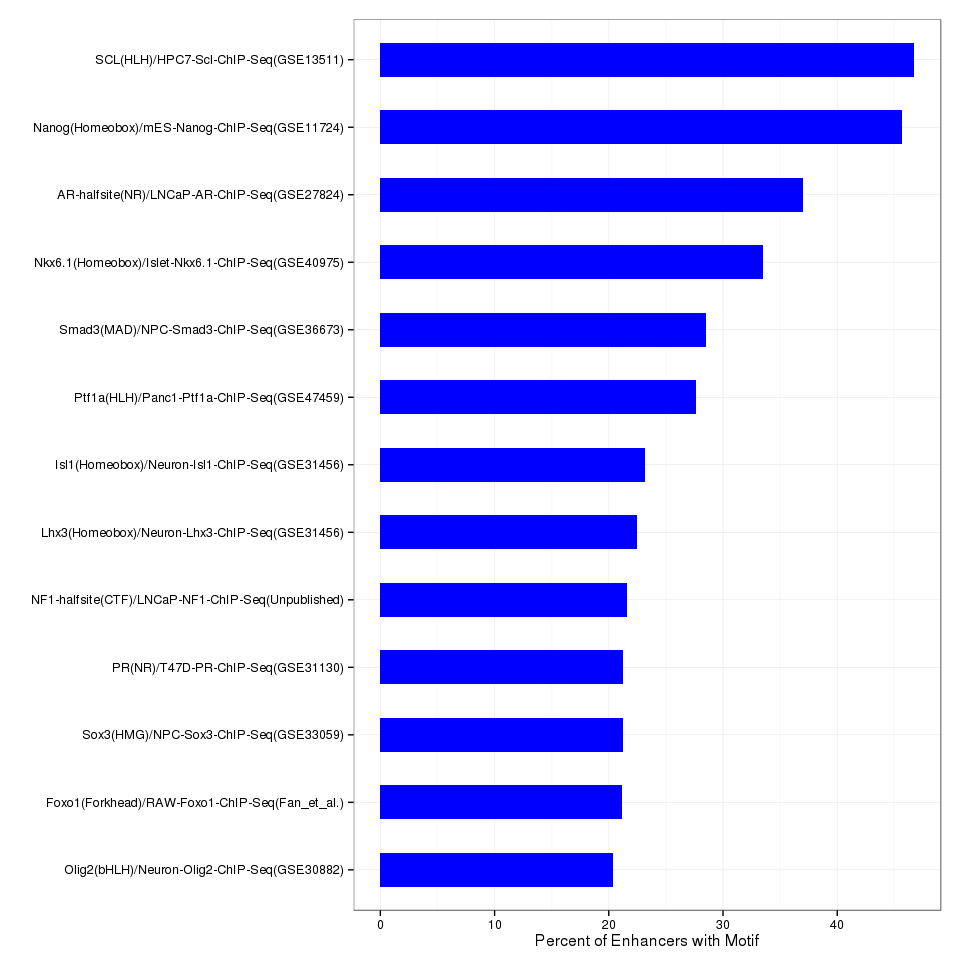 SCL(HLH)/HPC7-Scl-ChIP-Seq(GSE13511)
Nanog(Homeobox)/mES-Nanog-ChIP-Seq(GSE11724)
AR-halfsite(NR)/LNCaP-AR-ChIP-Seq(GSE27824)
Nkx6.1(Homeobox)/Islet-Nkx6.1-ChIP-Seq(GSE40975)
Smad3(MAD)/NPC-Smad3-ChIP-Seq(GSE36673)
Ptf1a(HLH)/Panc1-Ptf1a-ChIP-Seq(GSE47459)
Isl1(Homeobox)/Neuron-Isl1-ChIP-Seq(GSE31456)
Lhx3(Homeobox)/Neuron-Lhx3-ChIP-Seq(GSE31456)
NF1-halfsite(CTF)/LNCaP-NF1-ChIP-Seq(Unpublished)
PR(NR)/T47D-PR-ChIP-Seq(GSE31130)
Sox3(HMG)/NPC-Sox3-ChIP-Seq(GSE33059)
Foxo1(Forkhead)/RAW-Foxo1-ChIP-Seq(Fan_et_al.)
Olig2(bHLH)/Neuron-Olig2-ChIP-Seq(GSE30882)
0 10 20 30 40
Percent of Enhancers with Motif